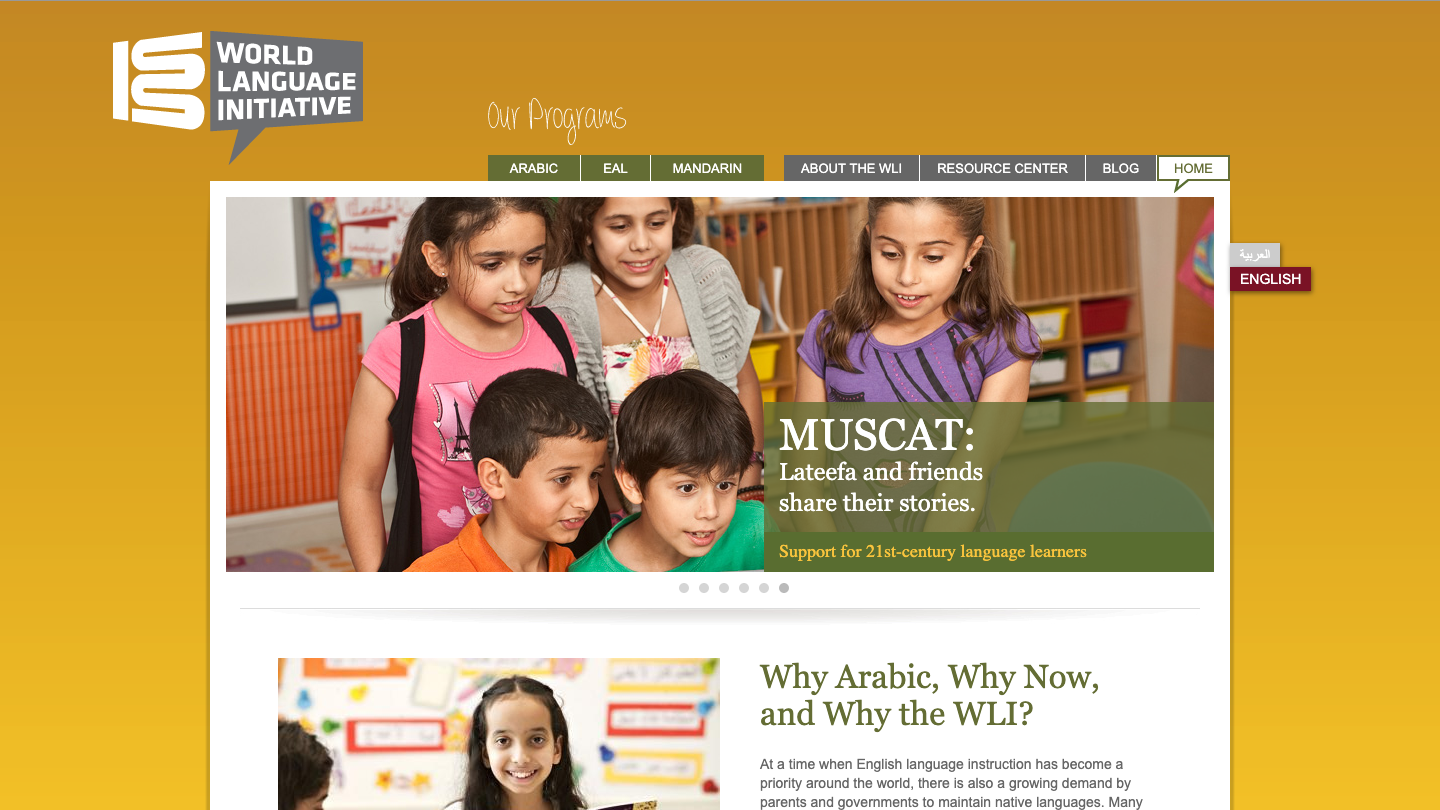 WORLD
LANGUAGE
INITIATIVE
Our Programs
ARABIC EAL MANDARIN ABOUT THE WLI RESOURCE CENTER BLOG HOME
العربية
ENGLISH
MUSCAT:
Lateefa and friends
share their stories.
Support for 21st-century language learners
Why Arabic, Why Now,
and Why the WLI?
At a time when English language instruction has become a
priority around the world, there is also a growing demand by
parents and governments to maintain native languages. Many